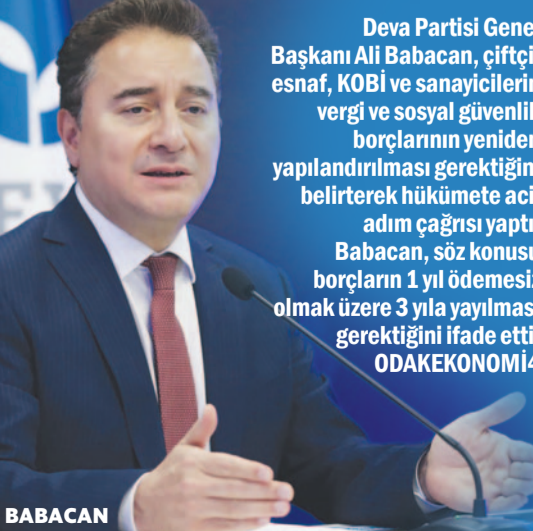 Deva Partisi Gene
Başkanı Ali Babacan, çiftçi
esnaf, KOBİ ve sanayicilerin
vergi ve sosyal güvenlik
borçlarının yeniden
yapılandırılması gerektiğin
belirterek hükümete aci
adım çağrısı yaptı
Babacan, söz konusu
borçların 1 yıl ödemesiz
olmak üzere 3 yıla yayılmas
gerektiğini ifade etti
ODAKEKONOMİ4
BABACAN